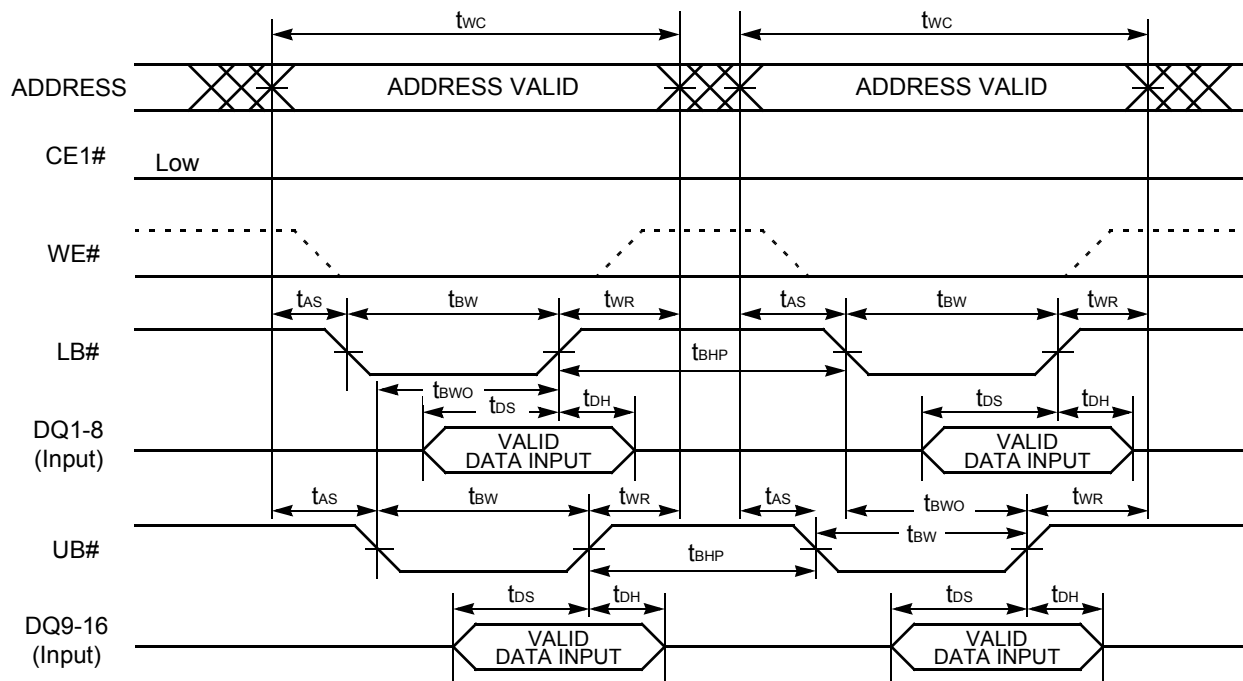 tWC tWC
ADDRESS ADDRESS VALID ADDRESS VALID
CE1# Low
WE#
tAS tBW tWR tAS tBW tWR
LB#
tBHP
tBWO
tDS tDH tDS tDH
DQ1-8
(Input)
VALID
DATA INPUT
VALID
DATA INPUT
tAS tBW tWR tAS tBWO tWR
UB#
tBW
tBHP
tDS tDH tDS tDH
DQ9-16
(Input)
VALID
DATA INPUT
VALID
DATA INPUT